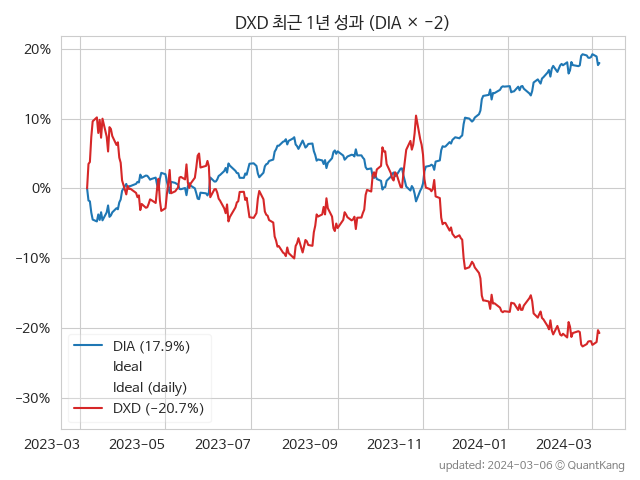 DXD 최근 1년 성과 (DIA × −2)
20%
10%
0%
−10%
−20%
−30%
DIA (17.9%)
Ideal
Ideal (daily)
DXD (−20.7%)
2023−03 2023−05 2023−07 2023−09 2023−11 2024−01 2024−03
updated: 2024-03-06 © QuantKang